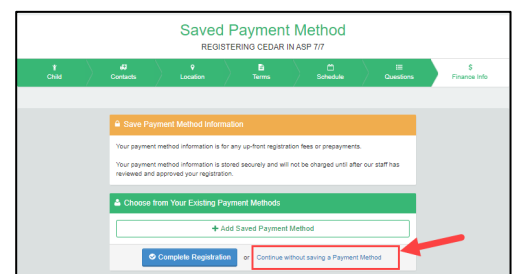 Saved Payment Method
REGISTERING CEDAR IN ASP 7/7
Child
Contacts
Location
Terms
Schedule
Questions
$
Finance Info
Save Payment Method Information
Your payment method information is for any up-front registration fees or prepayments.
Your payment method information is stored securely and will not be charged until after our staff has
reviewed and approved your registration.
Choose from Your Existing Payment Methods
+ Add Saved Payment Method
Complete Registration or Continue without saving a Payment Method